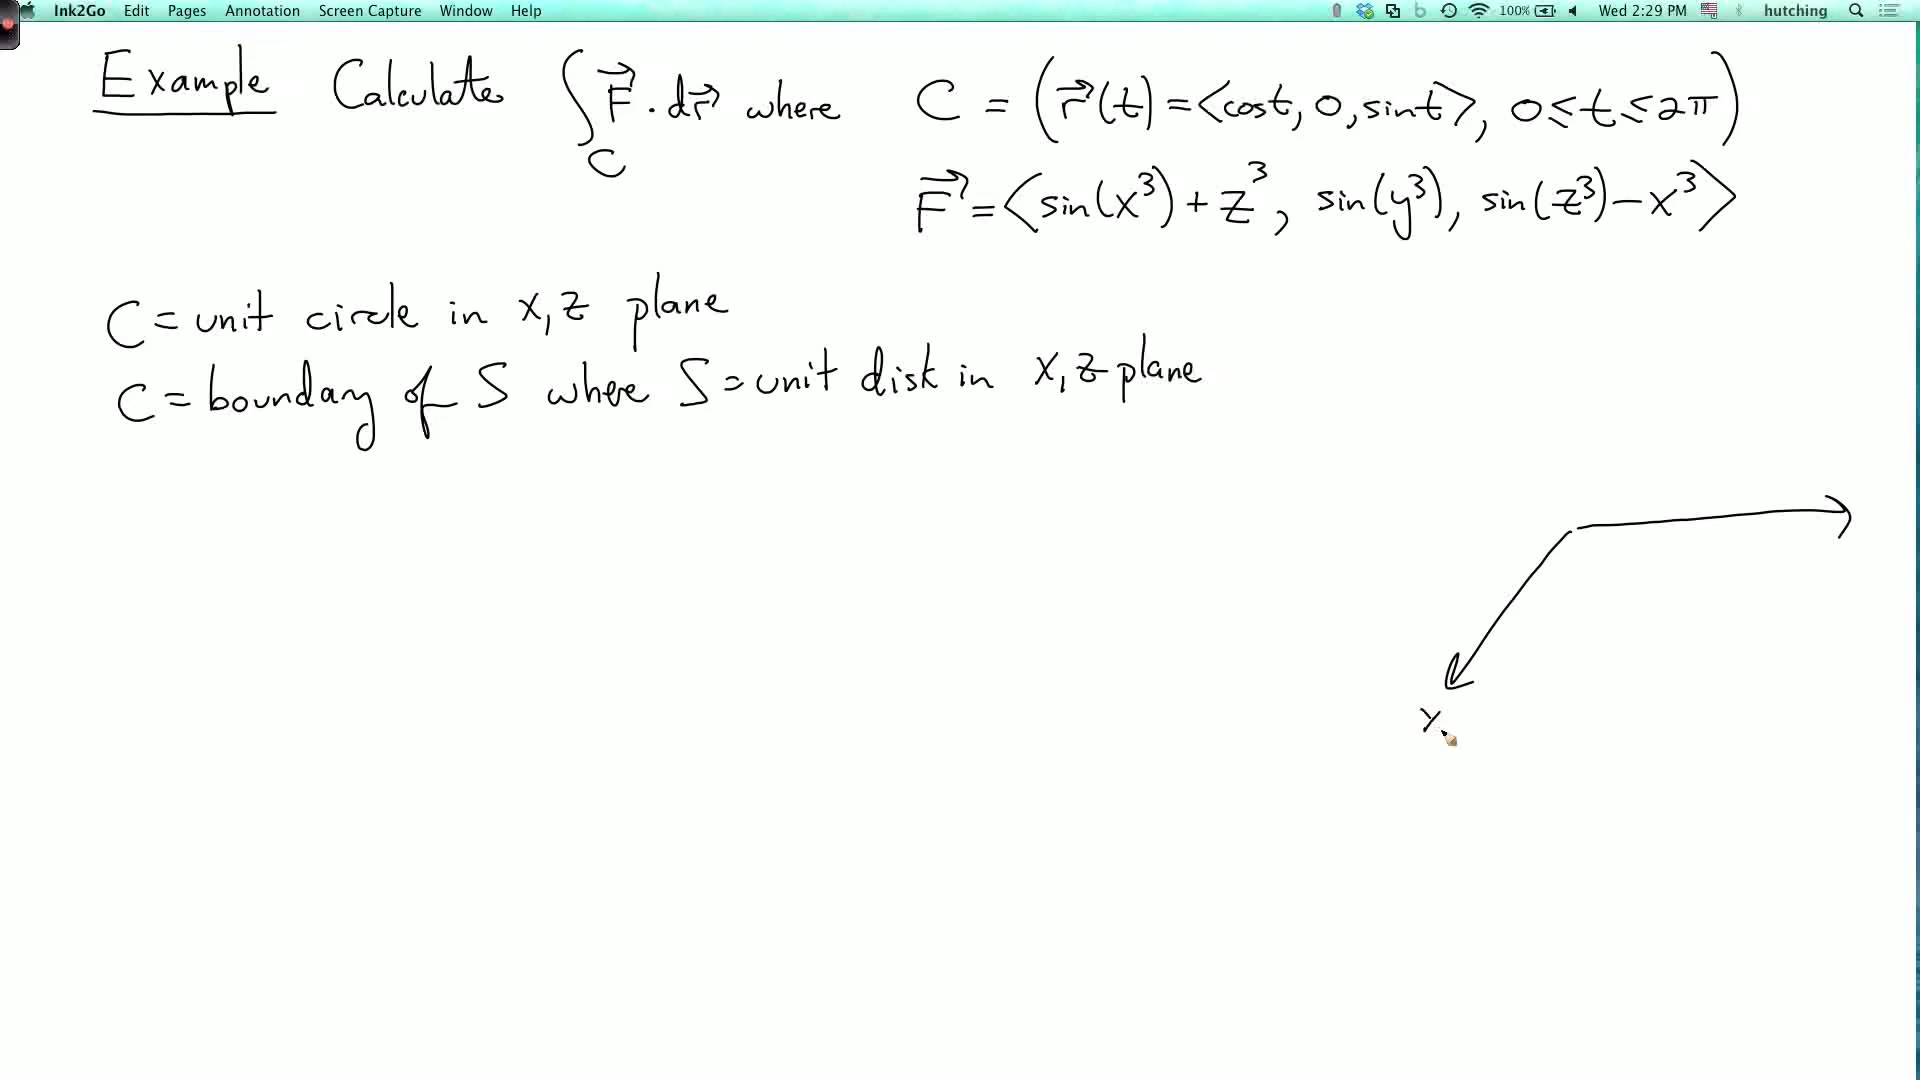 Ink2Go Edit Pages Annotation Screen Capture Window Help 100% Wed 2:29 PM hutching
Example Calculate ∫_C F⃗ · dr⃗ where C = (r⃗(t) = <cost, 0, sint>, 0 ≤ t ≤ 2π)
F⃗ = <sin(x³) + z³, sin(y³), sin(z³) − x³>
C = unit circle in x, z plane
C = boundary of S where S = unit disk in x, z plane
x